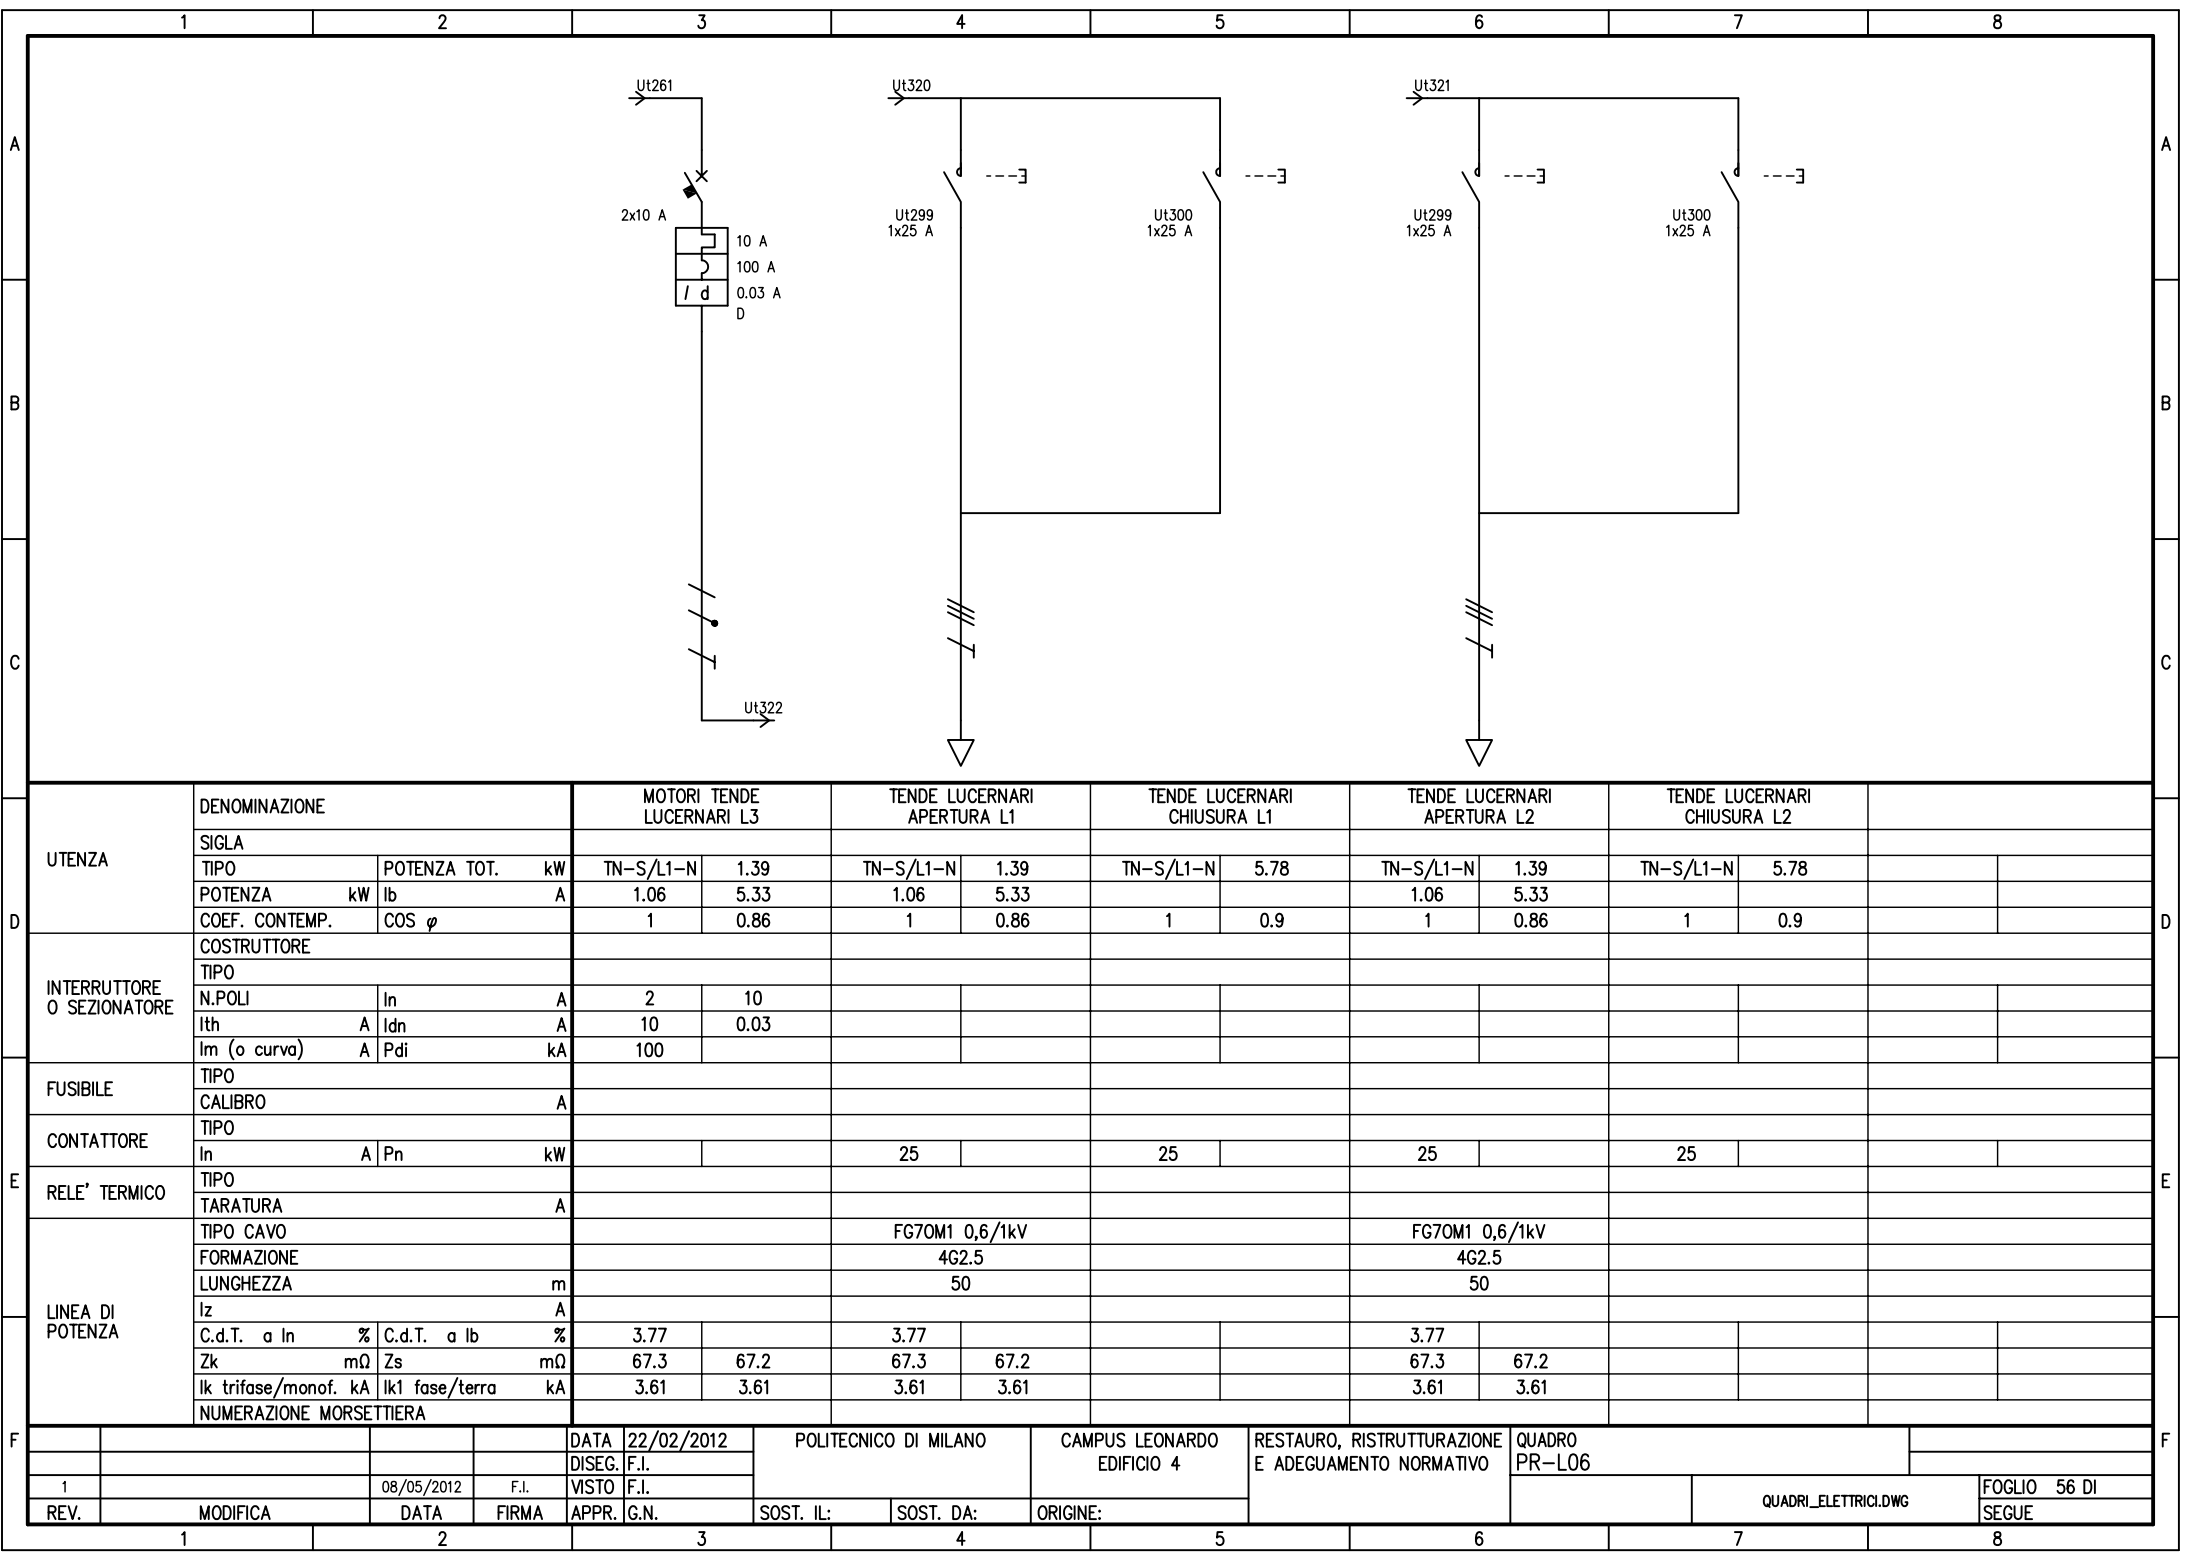 1 2 3 4 5 6 7 8
Ut261 Ut320 Ut321
A A
2x10 A Ut299 Ut300 Ut299 Ut300
1x25 A 1x25 A 1x25 A 1x25 A
10 A
100 A
I d 0.03 A
D
B B
C C
Ut322
UTENZA
DENOMINAZIONE MOTORI TENDE LUCERNARI L3 TENDE LUCERNARI APERTURA L1 TENDE LUCERNARI CHIUSURA L1 TENDE LUCERNARI APERTURA L2 TENDE LUCERNARI CHIUSURA L2
SIGLA
TIPO POTENZA TOT. kW TN-S/L1-N 1.39 TN-S/L1-N 1.39 TN-S/L1-N 5.78 TN-S/L1-N 1.39 TN-S/L1-N 5.78
POTENZA kW Ib A 1.06 5.33 1.06 5.33 1.06 5.33
D COEF. CONTEMP. COS φ 1 0.86 1 0.86 1 0.9 1 0.86 1 0.9 D
INTERRUTTORE
O SEZIONATORE
COSTRUTTORE
TIPO
N.POLI In A 2 10
Ith A Idn A 10 0.03
Im (o curva) A Pdi kA 100
FUSIBILE
TIPO
CALIBRO A
CONTATTORE
TIPO
In A Pn kW 25 25 25 25
E E
RELE' TERMICO
TIPO
TARATURA A
LINEA DI
POTENZA
TIPO CAVO FG7OM1 0,6/1kV FG7OM1 0,6/1kV
FORMAZIONE 4G2.5 4G2.5
LUNGHEZZA m 50 50
Iz A
C.d.T. a In % C.d.T. a Ib % 3.77 3.77 3.77
Zk mΩ Zs mΩ 67.3 67.2 67.3 67.2 67.3 67.2
Ik trifase/monof. kA Ik1 fase/terra kA 3.61 3.61 3.61 3.61 3.61 3.61
NUMERAZIONE MORSETTIERA
F F
DATA 22/02/2012 POLITECNICO DI MILANO CAMPUS LEONARDO RESTAURO, RISTRUTTURAZIONE QUADRO
DISEG. F.I. EDIFICIO 4 E ADEGUAMENTO NORMATIVO PR-L06
1 08/05/2012 F.I. VISTO F.I. QUADRI_ELETTRICI.DWG FOGLIO 56 DI
REV. MODIFICA DATA FIRMA APPR. G.N. SOST. IL: SOST. DA: ORIGINE: SEGUE
1 2 3 4 5 6 7 8